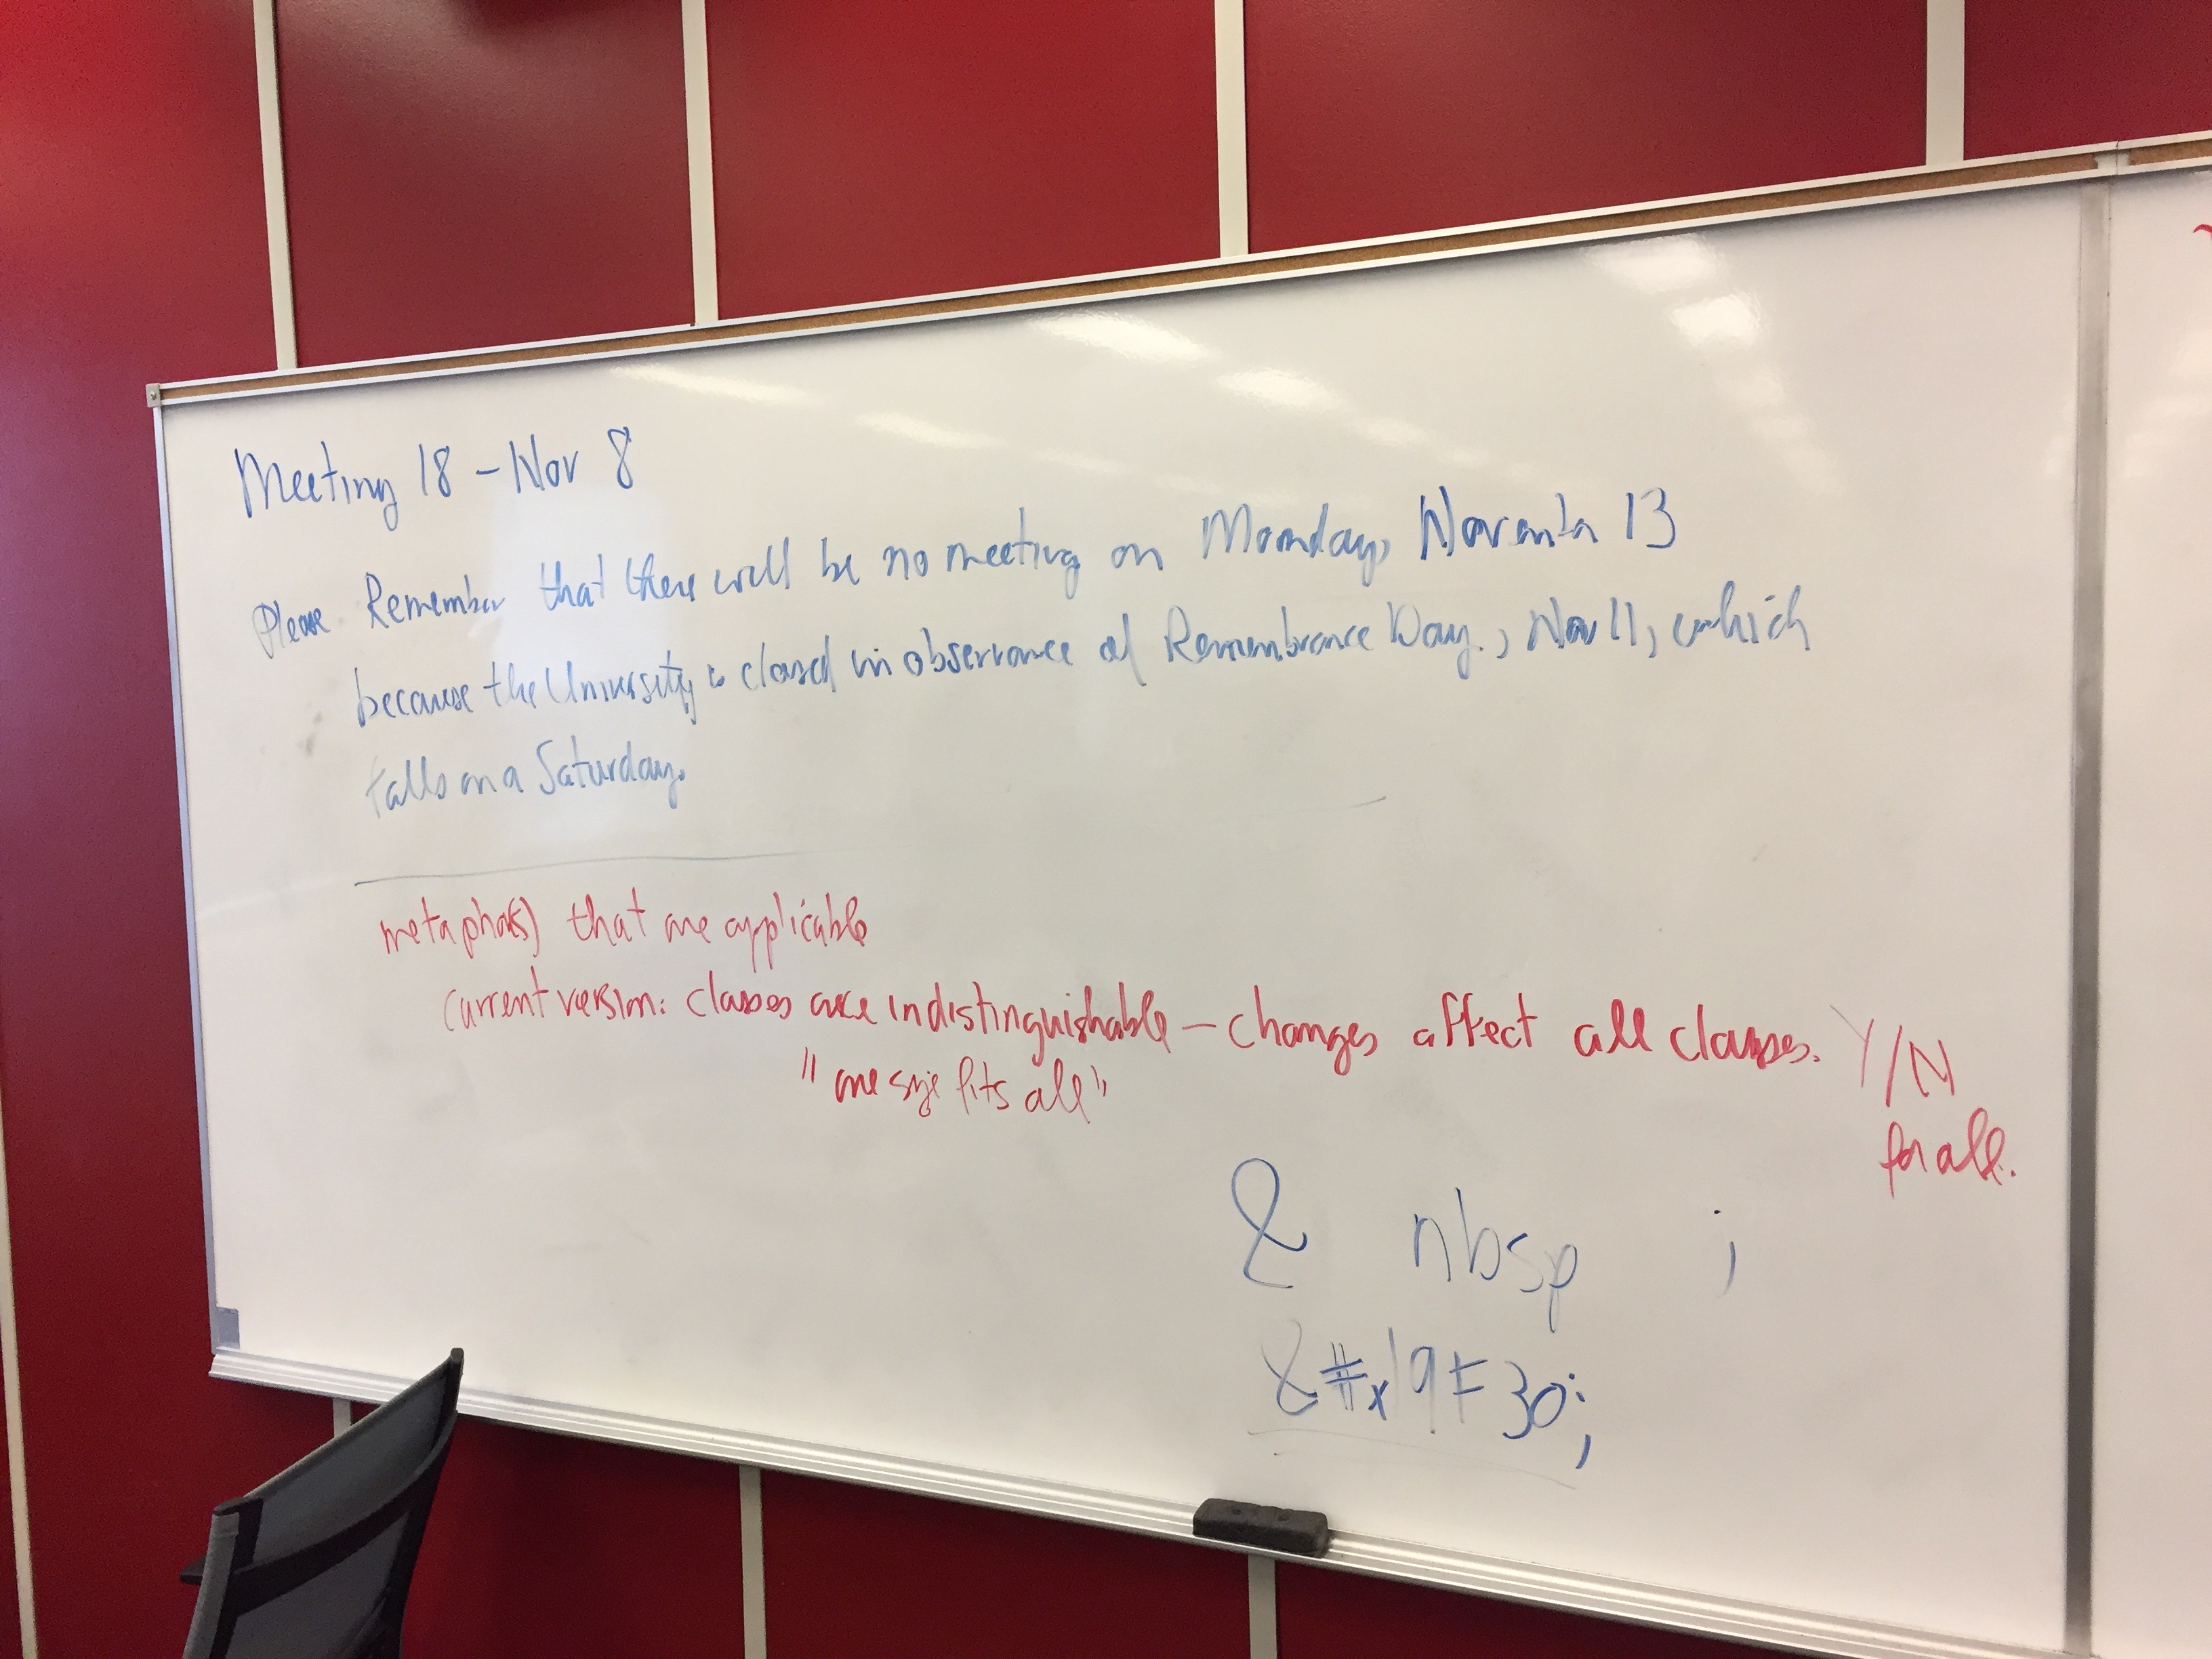 Meeting 18 - Nov 8
Please Remember that there will be no meeting on Monday, November 13
because the University is closed in observance of Remembrance Day., Nov 11, which
falls on a Saturday.
metaphor(s) that are applicable
current version: classes are indistinguishable - changes affect all classes. Y/N
"one size fits all"
for all.
& nbsp ;
&#x19F30;